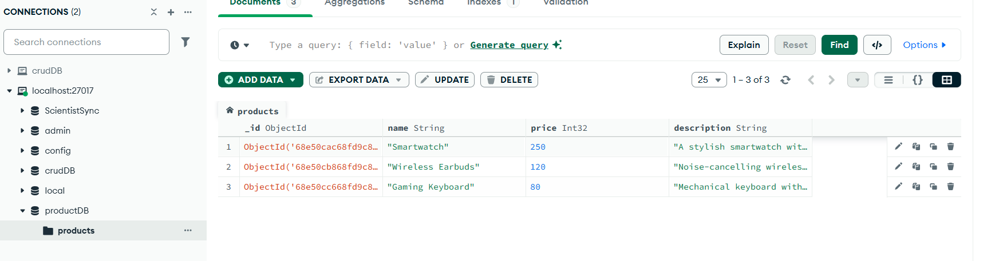 CONNECTIONS (2)
Search connections
crudDB
localhost:27017
ScientistSync
admin
config
crudDB
local
productDB
products
Documents 3 Aggregations Schema Indexes 1 Validation
Type a query: { field: 'value' } or Generate query
Explain Reset Find </> Options
ADD DATA EXPORT DATA UPDATE DELETE
25 1 – 3 of 3 {}
products
_id ObjectId name String price Int32 description String
1 ObjectId('68e50cac68fd9c8… "Smartwatch" 250 "A stylish smartwatch wit…
2 ObjectId('68e50cb868fd9c8… "Wireless Earbuds" 120 "Noise-cancelling wireles…
3 ObjectId('68e50cc668fd9c8… "Gaming Keyboard" 80 "Mechanical keyboard with…